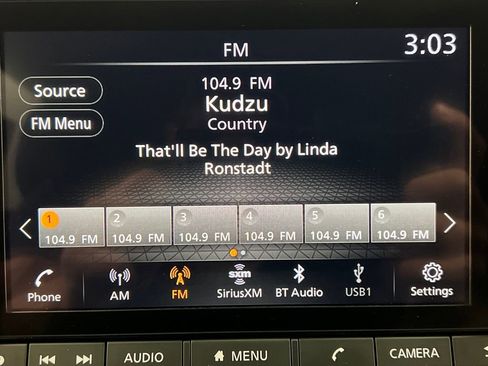 FM
3:03
Source
104.9 FM
Kudzu
FM Menu
Country
That'll Be The Day by Linda
Ronstadt
1 2 3 4 5 6
104.9 FM 104.9 FM 104.9 FM 104.9 FM 104.9 FM 104.9 FM
sxm
Phone AM FM SiriusXM BT Audio USB1 Settings
AUDIO MENU CAMERA